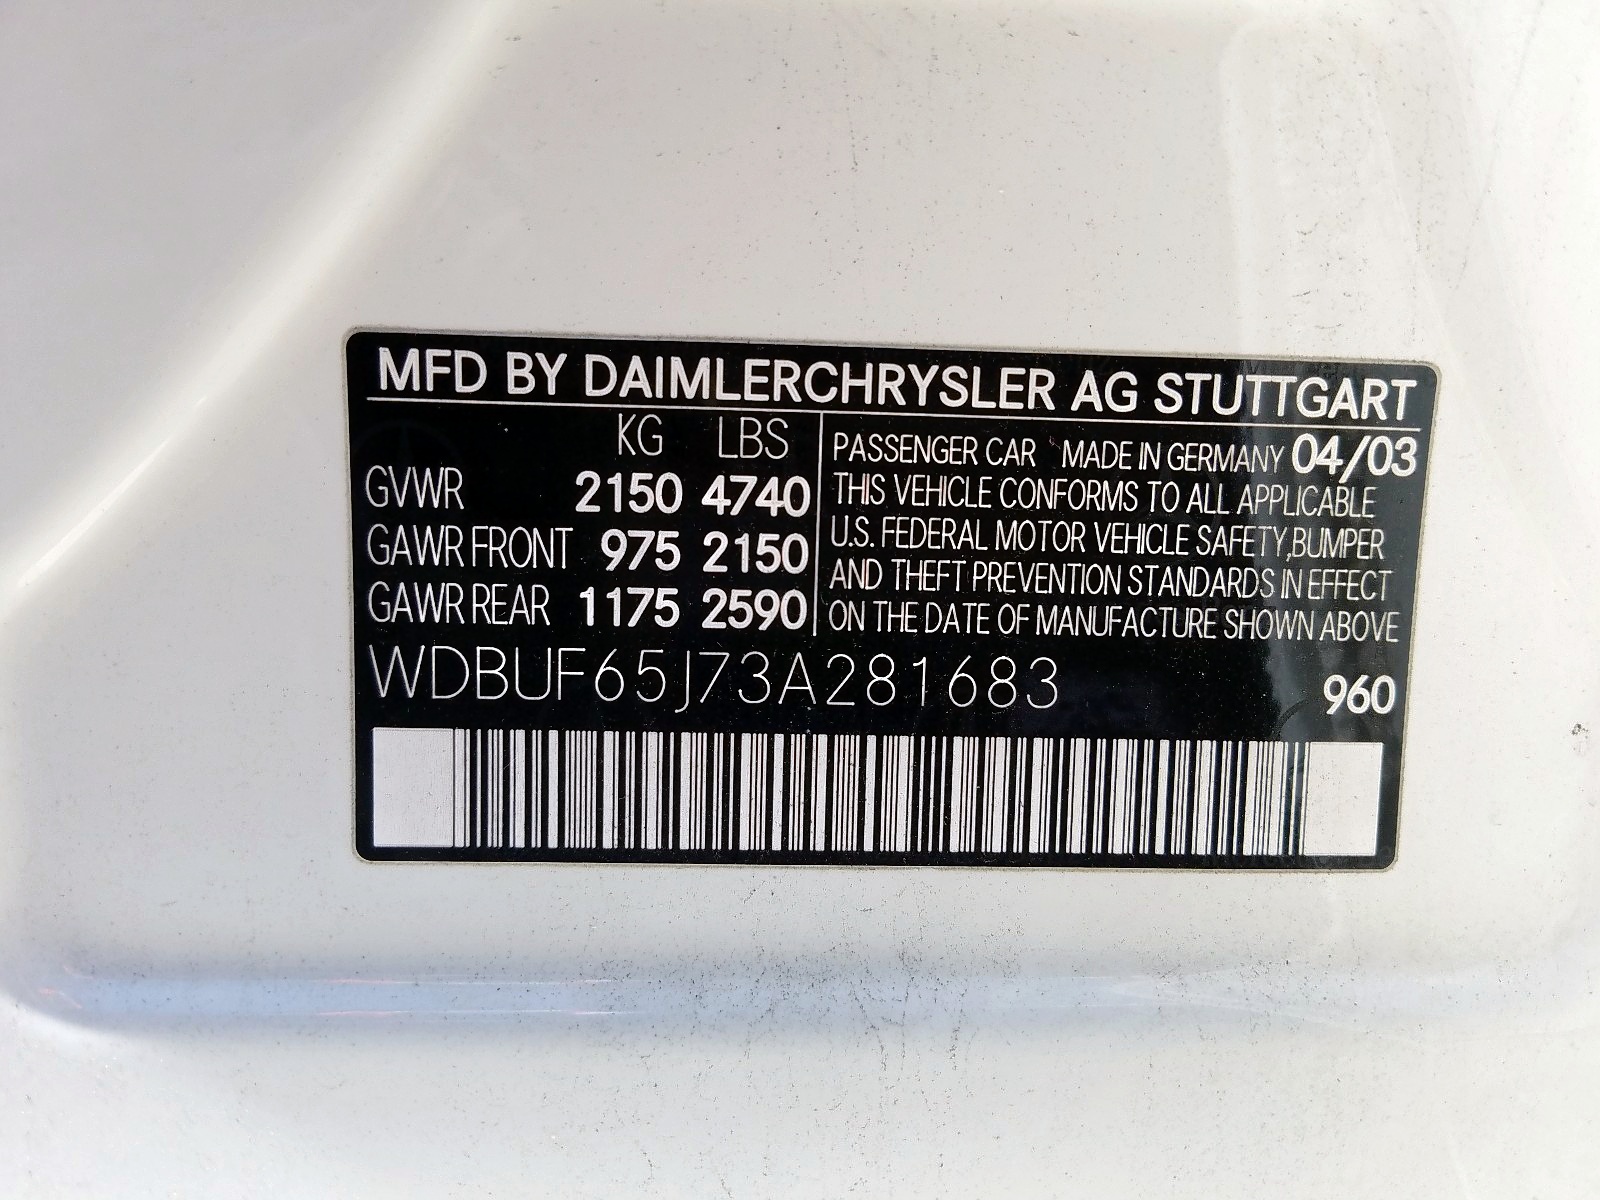 MFD BY DAIMLERCHRYSLER AG STUTTGART
KG LBS
GVWR 2150 4740
GAWR FRONT 975 2150
GAWR REAR 1175 2590
PASSENGER CAR MADE IN GERMANY 04/03
THIS VEHICLE CONFORMS TO ALL APPLICABLE
U.S. FEDERAL MOTOR VEHICLE SAFETY,BUMPER
AND THEFT PREVENTION STANDARDS IN EFFECT
ON THE DATE OF MANUFACTURE SHOWN ABOVE
WDBUF65J73A281683 960